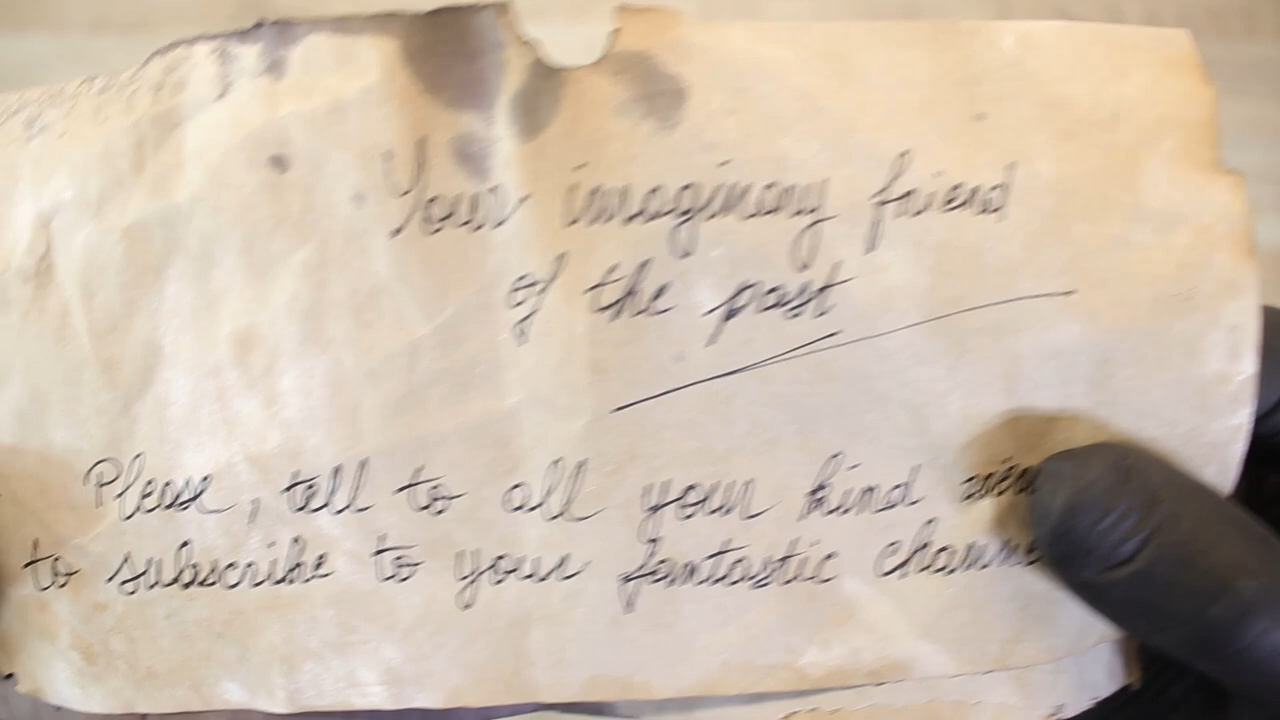 Your imaginary friend
of the past
Please, tell to all your kind
to subscribe to your fantastic